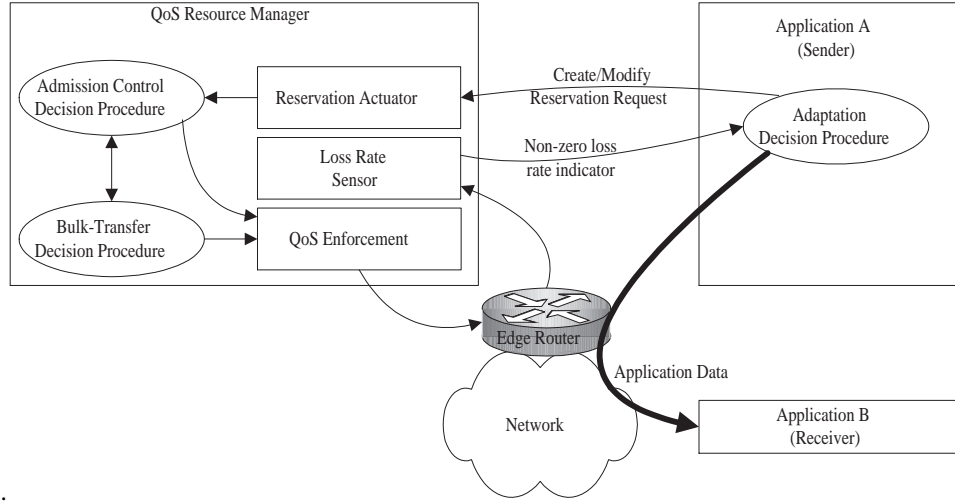 QoS Resource Manager
Application A
(Sender)
Admission Control
Decision Procedure
Reservation Actuator
Create/Modify
Reservation Request
Adaptation
Decision Procedure
Loss Rate
Sensor
Non-zero loss
rate indicator
Bulk-Transfer
Decision Procedure
QoS Enforcement
Edge Router
Application Data
Network
Application B
(Receiver)
.